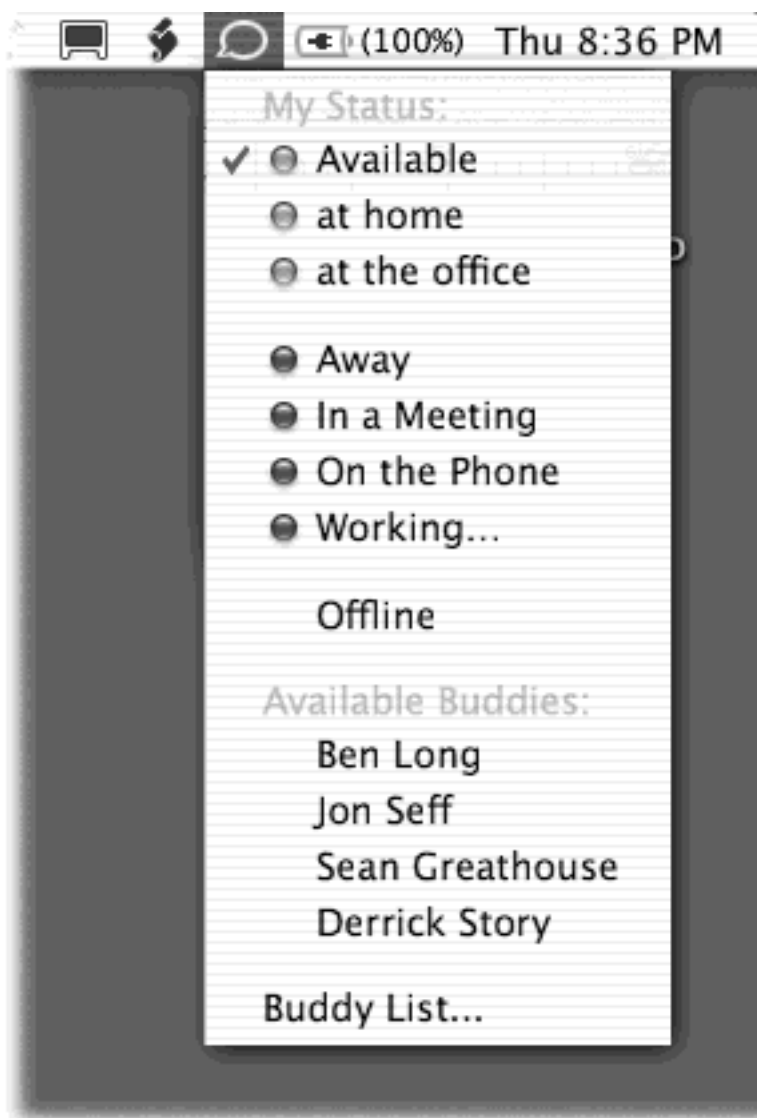 (100%) Thu 8:36 PM
My Status:
Available
at home
at the office
Away
In a Meeting
On the Phone
Working...
Offline
Available Buddies:
Ben Long
Jon Seff
Sean Greathouse
Derrick Story
Buddy List...